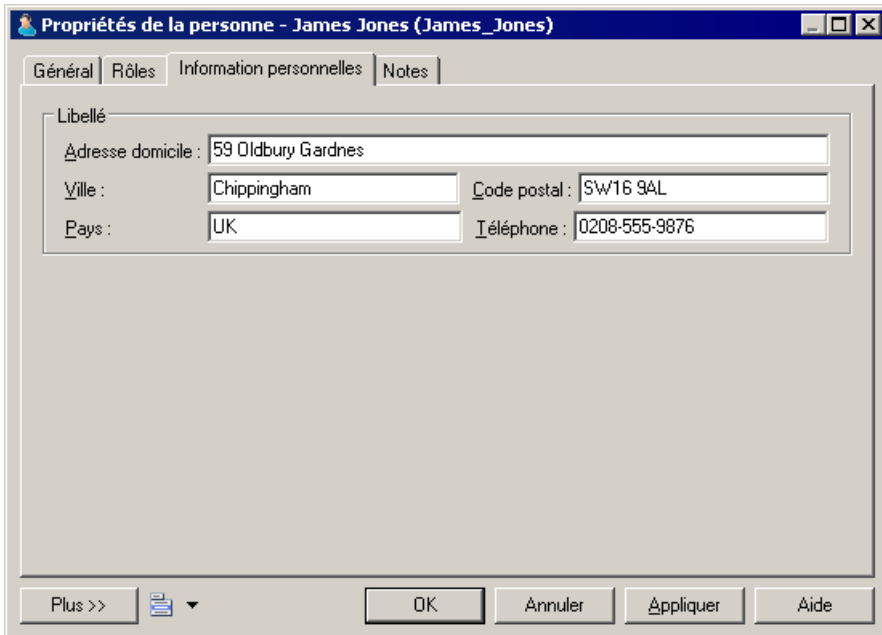 Propriétés de la personne - James Jones (James_Jones)
Général Rôles Information personnelles Notes
Libellé
Adresse domicile : 59 Oldbury Gardnes
Ville : Chippingham Code postal : SW16 9AL
Pays : UK Téléphone : 0208-555-9876
Plus >> OK Annuler Appliquer Aide